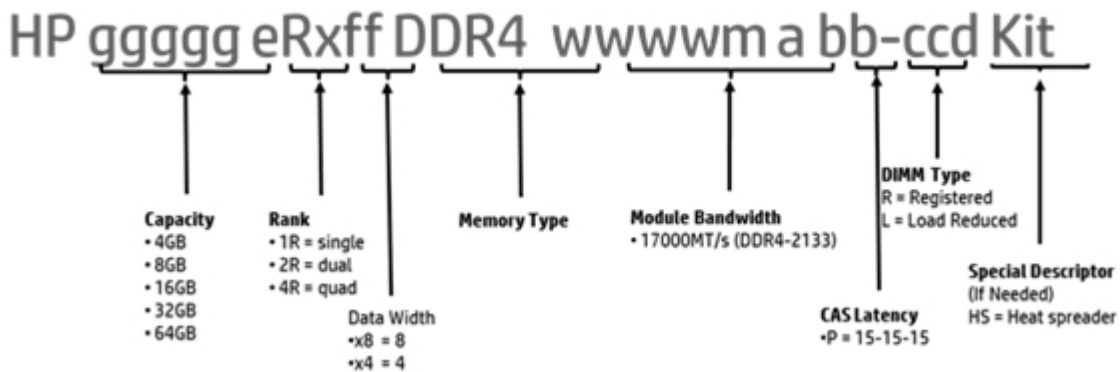 HP ggggg eRxff DDR4 wwwwm a bb-ccd Kit
Capacity
• 4GB
• 8GB
• 16GB
• 32GB
• 64GB
Rank
• 1R = single
• 2R = dual
• 4R = quad
Data Width
•x8 = 8
•x4 = 4
Memory Type
Module Bandwidth
• 17000MT/s (DDR4-2133)
CAS Latency
•P = 15-15-15
DIMM Type
R = Registered
L = Load Reduced
Special Descriptor
(If Needed)
HS = Heat spreader